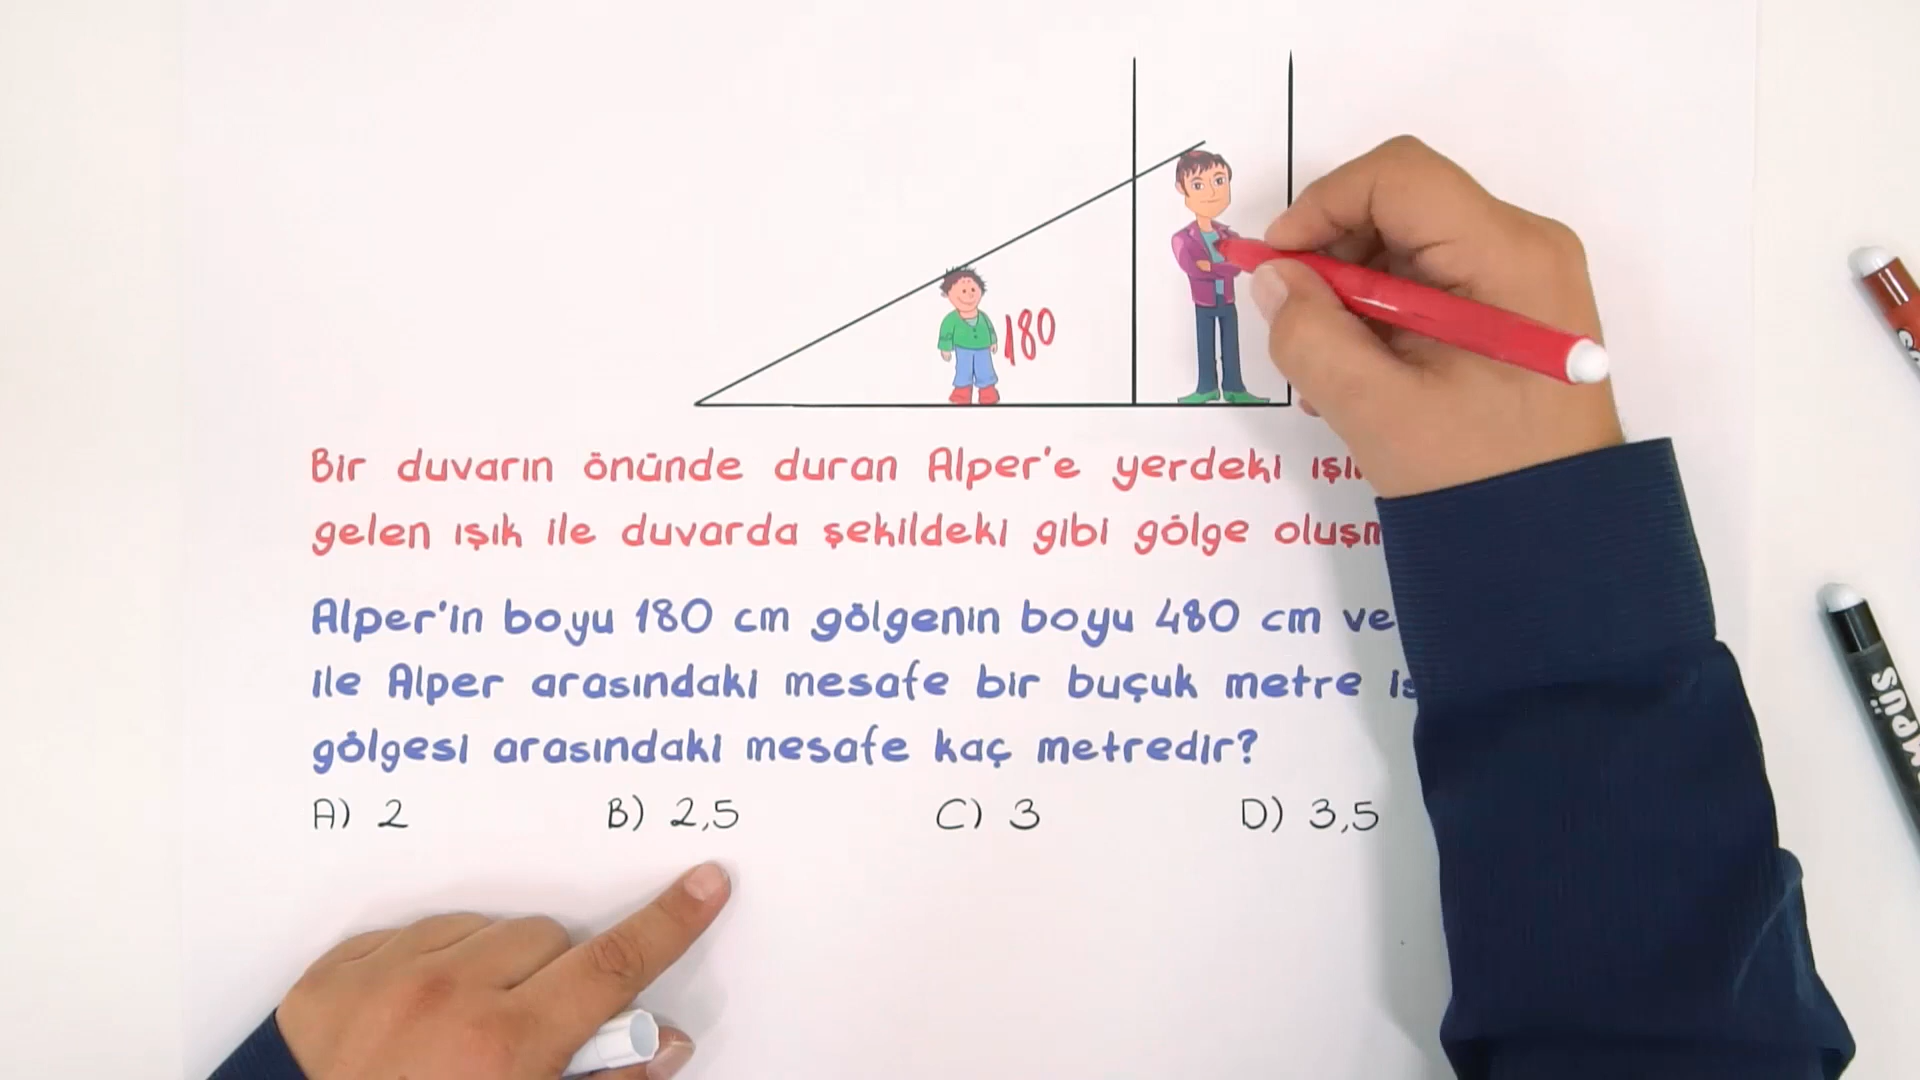 180
Bir duvarın önünde duran Alper'e yerdeki
gelen ışık ile duvarda şekildeki gibi gölge
Alper'in boyu 180 cm gölgenin boyu 480 cm ve
ile Alper arasındaki mesafe bir buçuk metre
gölgesi arasındaki mesafe kaç metredir?
A) 2 B) 2,5 C) 3 D) 3,5
MPÜS